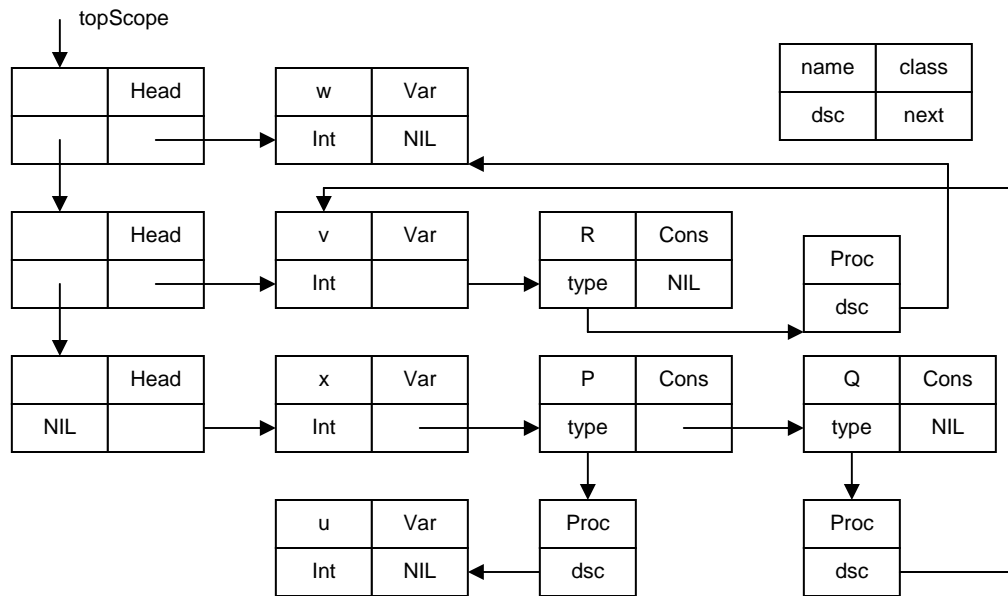 topScope
Head
w Var
name class
Int NIL
dsc next
Head
v Var
R Cons
Proc
Int
type NIL
dsc
Head
x Var
P Cons
Q Cons
NIL
Int
type
type NIL
u Var
Proc
Proc
Int NIL
dsc
dsc